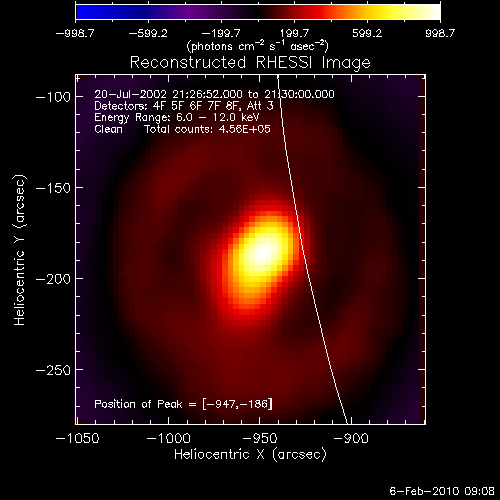 -998.7 -599.2 -199.7 199.7 599.2 998.7
(photons cm⁻² s⁻¹ asec⁻²)
Reconstructed RHESSI Image
20-Jul-2002 21:26:52.000 to 21:30:00.000
Detectors: 4F 5F 6F 7F 8F, Att 3
Energy Range: 6.0 - 12.0 keV
Clean Total counts: 4.56E+05
-100
-150
-200
-250
Heliocentric Y (arcsec)
Position of Peak = [-947,-186]
-1050 -1000 -950 -900
Heliocentric X (arcsec)
6-Feb-2010 09:08